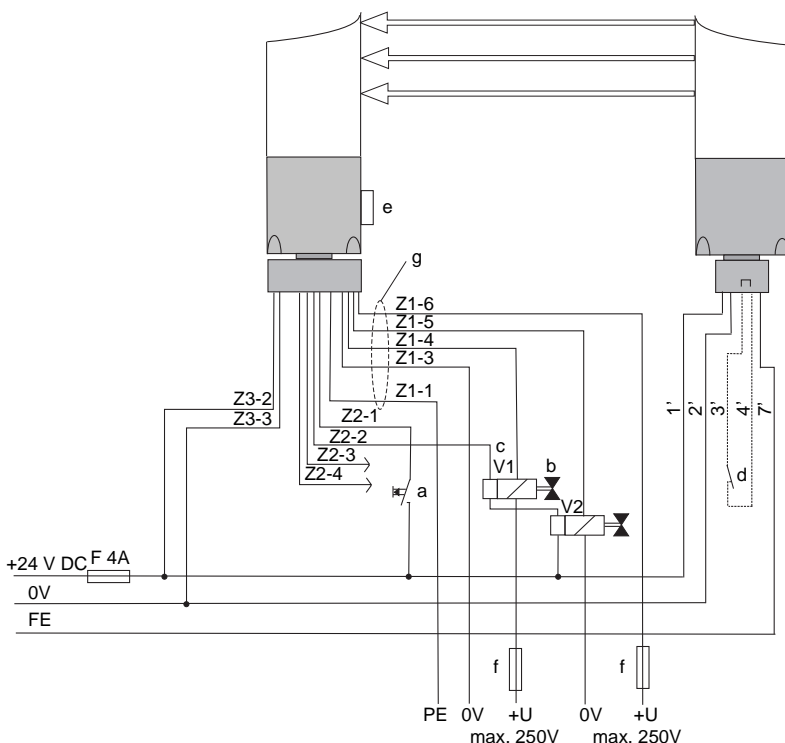 e
g
Z1-6
Z1-5
Z1-4
Z1-3
Z3-2
Z1-1
Z3-3
Z2-1
Z2-2
c
Z2-3
V1
b
Z2-4
a
V2
1'
2'
3'
4'
7'
d
+24 V DC F 4A
0V
FE
f
f
PE 0V +U 0V +U
max. 250V max. 250V